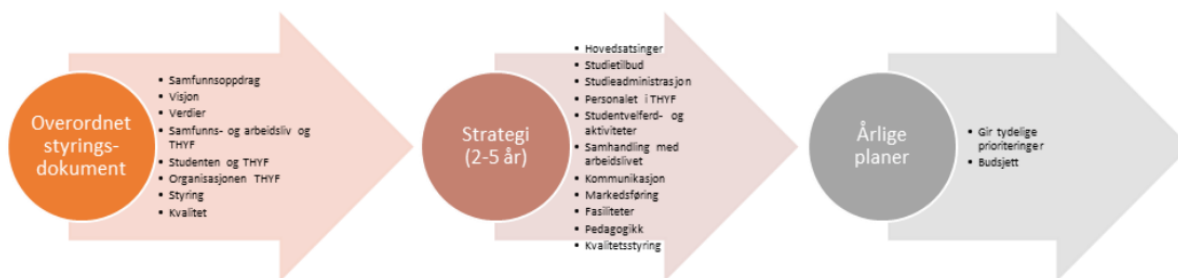 Overordnet
styrings-
dokument
▪ Samfunnsoppdrag
▪ Visjon
▪ Verdier
▪ Samfunns- og arbeidsliv og
THYF
▪ Studenten og THYF
▪ Organisasjonen THYF
▪ Styring
▪ Kvalitet
Strategi
(2-5 år)
▪ Hovedsatsinger
▪ Studietilbud
▪ Studieadministrasjon
▪ Personalet i THYF
▪ Studentvelferd- og
aktiviteter
▪ Samhandling med
arbeidslivet
▪ Kommunikasjon
▪ Markedsføring
▪ Fasiliteter
▪ Pedagogikk
▪ Kvalitetsstyring
Årlige
planer
▪ Gir tydelige
prioriteringer
▪ Budsjett